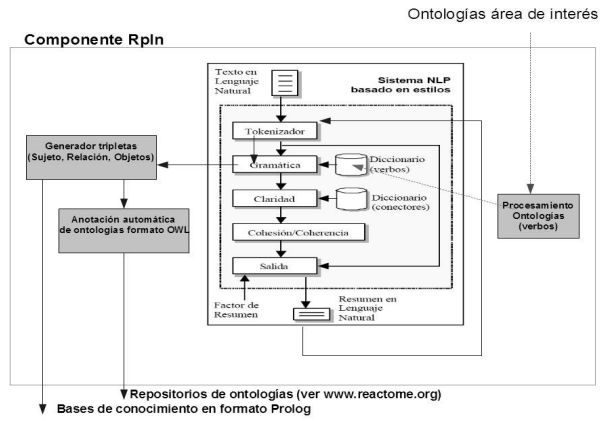 Ontologías área de interés
Componente RpIn
Texto en
Lenguaje
Natural
Sistema NLP
basado en estilos
Tokenizador
Generador tripletas
(Sujeto, Relación, Objetos)
Gramática
Diccionario
(verbos)
Claridad
Diccionario
(conectores)
Procesamiento
Ontologías
(verbos)
Anotación automática
de ontologías formato OWL
Cohesión/Coherencia
Salida
Factor de
Resumen
Resumen en
Lenguaje
Natural
Repositorios de ontologías (ver www.reactome.org)
Bases de conocimiento en formato Prolog